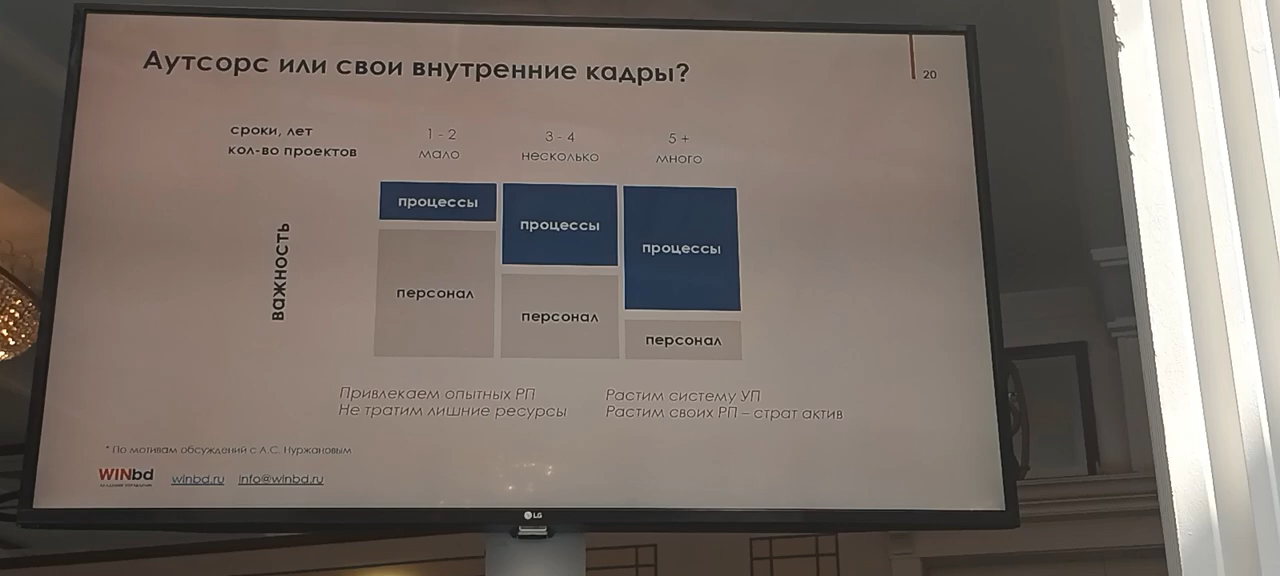 Аутсорс или свои внутренние кадры?
20
сроки, лет
1 - 2
3 - 4
5 +
кол-во проектов
мало
несколько
много
важность
процессы
процессы
процессы
персонал
персонал
персонал
Привлекаем опытных РП
Не тратим лишние ресурсы
Растим систему УП
Растим своих РП – страт актив
* По мотивам обсуждений с А.С. Нуржановым
WINbd
winbd.ru
info@winbd.ru
LG